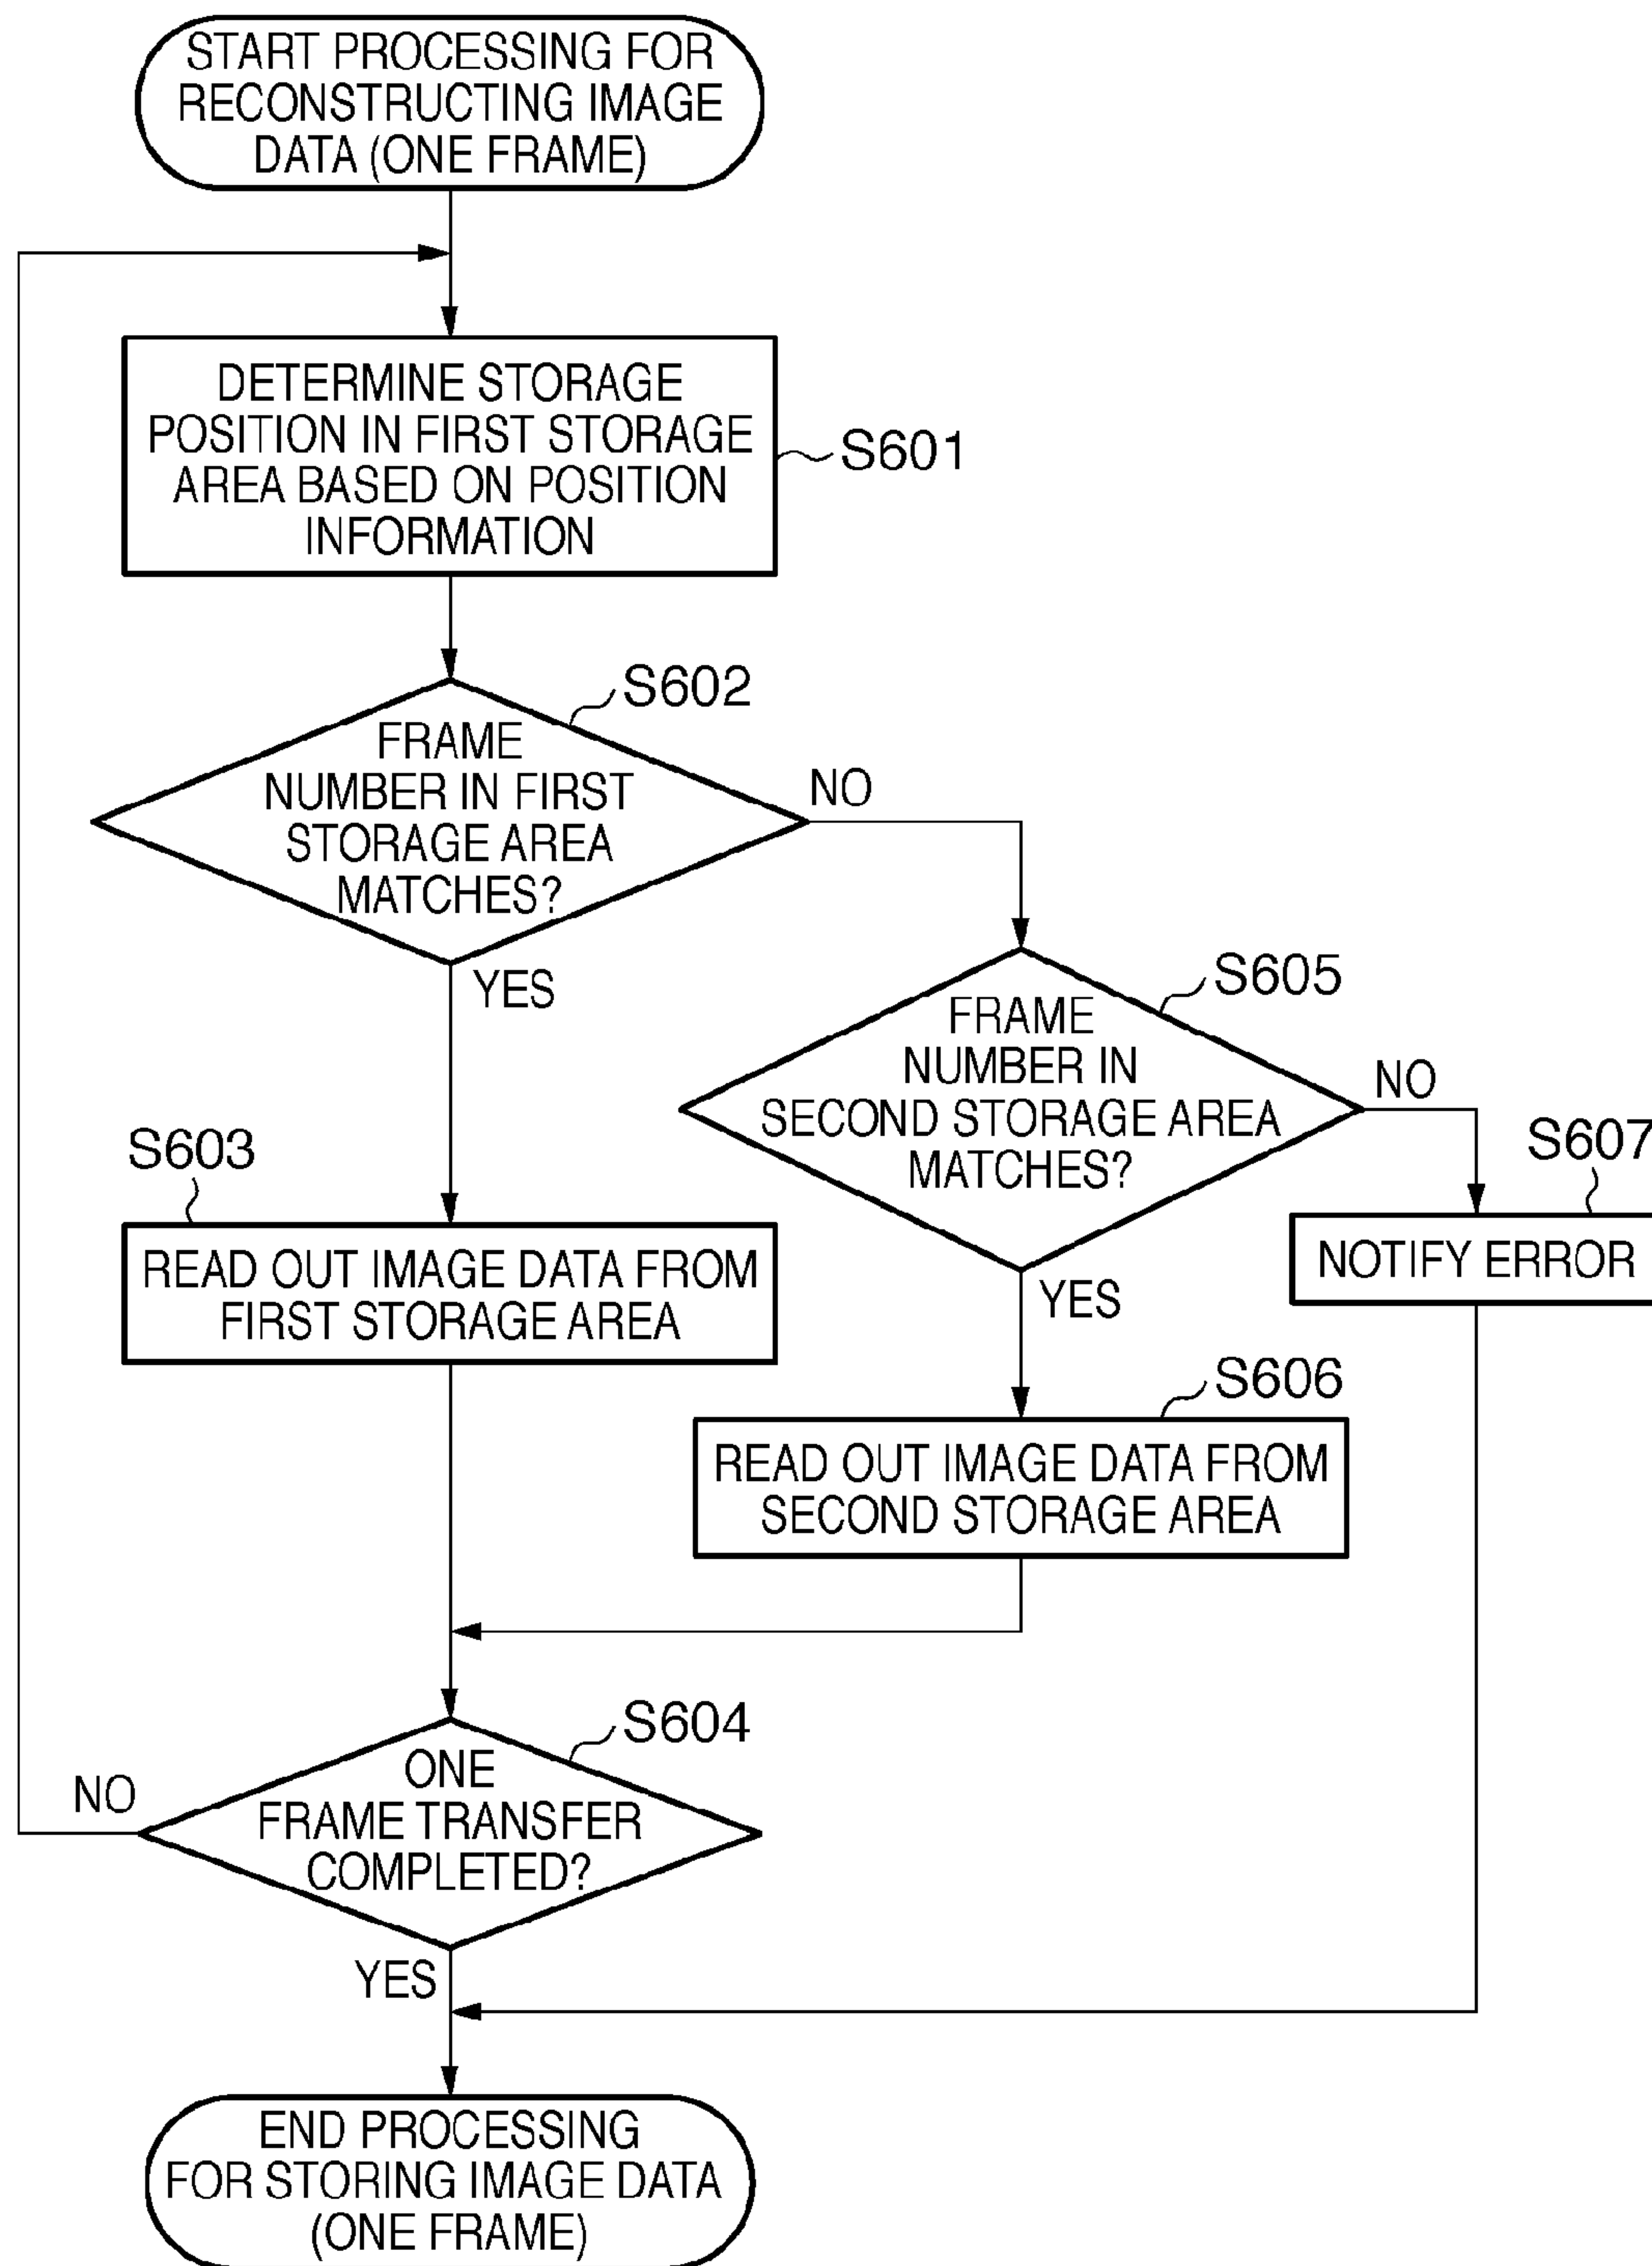 START PROCESSING FOR
RECONSTRUCTING IMAGE
DATA (ONE FRAME)
DETERMINE STORAGE
POSITION IN FIRST STORAGE
AREA BASED ON POSITION
INFORMATION
S601
S602
FRAME
NUMBER IN FIRST
STORAGE AREA
MATCHES?
NO
YES
S605
FRAME
NUMBER IN
SECOND STORAGE AREA
MATCHES?
NO
YES
S603
READ OUT IMAGE DATA FROM
FIRST STORAGE AREA
S607
NOTIFY ERROR
S606
READ OUT IMAGE DATA FROM
SECOND STORAGE AREA
S604
ONE
FRAME TRANSFER
COMPLETED?
NO
YES
END PROCESSING
FOR STORING IMAGE DATA
(ONE FRAME)